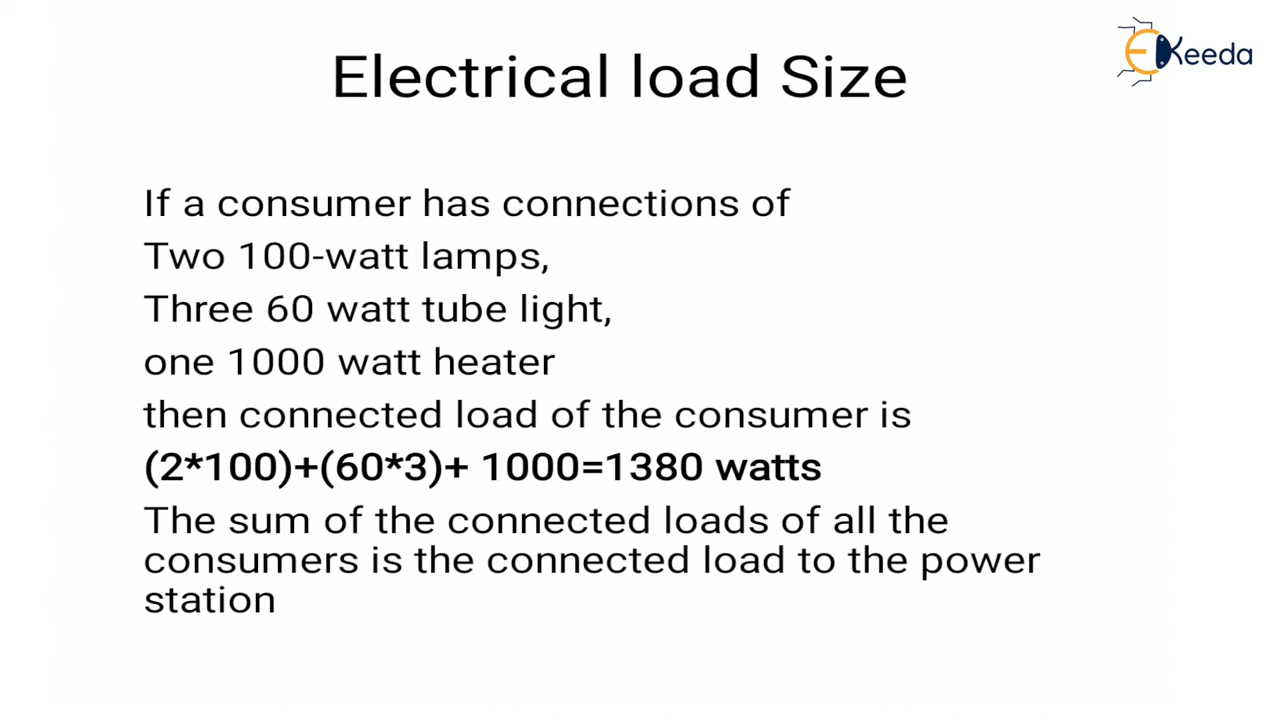 EKeeda
Electrical load Size
If a consumer has connections of
Two 100-watt lamps,
Three 60 watt tube light,
one 1000 watt heater
then connected load of the consumer is
(2*100)+(60*3)+ 1000=1380 watts
The sum of the connected loads of all the
consumers is the connected load to the power
station